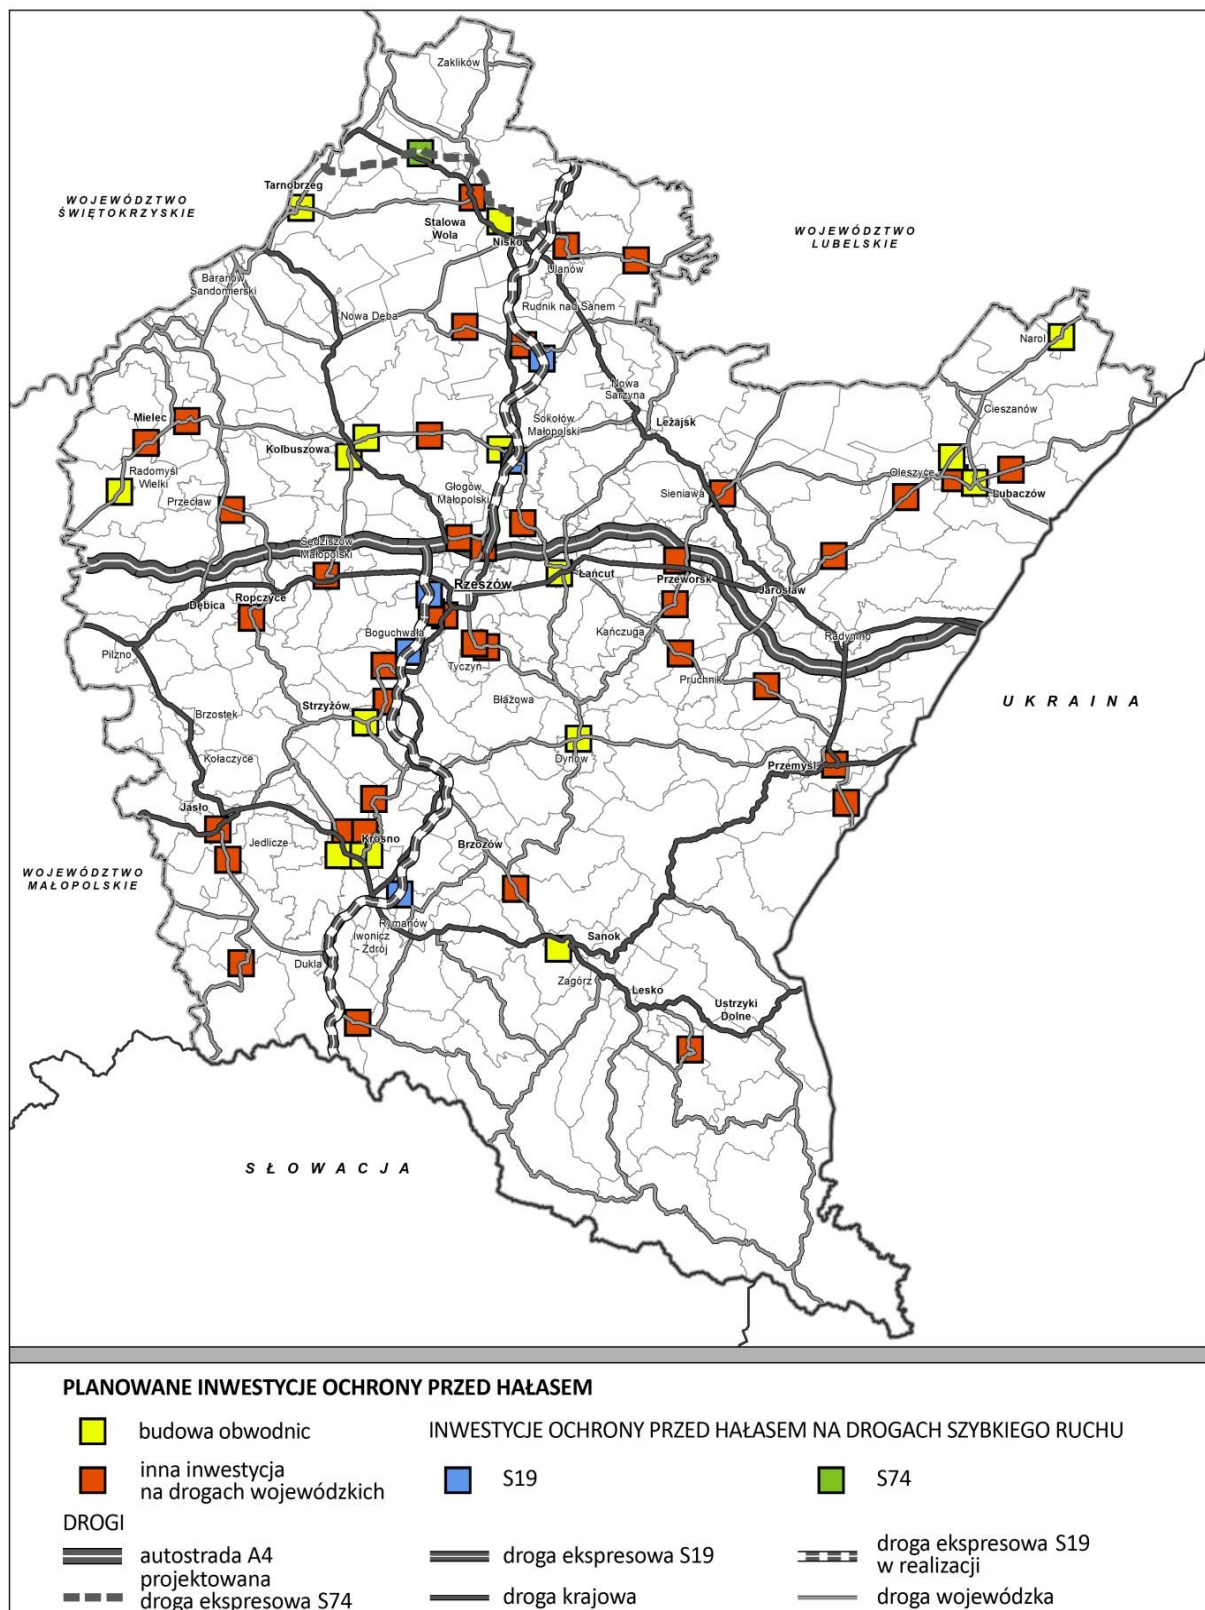 Zaklików
WOJEWÓDZTWO
ŚWIĘTOKRZYSKIE
Tarnobrzeg
Stalowa
Wola
Nisko
WOJEWÓDZTWO
LUBELSKIE
Ulanów
Baranów
Sandomierski
Nowa Dęba
Rudnik nad Sanem
Narol
Nowa
Sarzyna
Cieszanów
Mielec
Sokołów
Małopolski
Leżajsk
Kolbuszowa
Radomyśl
Wielki
Oleszyce
Lubaczów
Przecław
Głogów
Małopolski
Sieniawa
Sędziszów
Małopolski
Rzeszów
Łańcut
Przeworsk
Jarosław
Dębica
Ropczyce
Boguchwała
Kańczuga
Radymno
Pilzno
Tyczyn
Pruchnik
Błażowa
UKRAINA
Brzostek
Strzyżów
Kołaczyce
Dynów
Przemyśl
Jasło
Jedlicze
Krosno
Brzozów
WOJEWÓDZTWO
MAŁOPOLSKIE
Rymanów
Iwonicz
- Zdrój
Dukla
Sanok
Zagórz
Lesko
Ustrzyki
Dolne
SŁOWACJA
PLANOWANE INWESTYCJE OCHRONY PRZED HAŁASEM
budowa obwodnic
INWESTYCJE OCHRONY PRZED HAŁASEM NA DROGACH SZYBKIEGO RUCHU
inna inwestycja
na drogach wojewódzkich
S19
S74
DROGI
autostrada A4
droga ekspresowa S19
droga ekspresowa S19
w realizacji
projektowana
droga ekspresowa S74
droga krajowa
droga wojewódzka